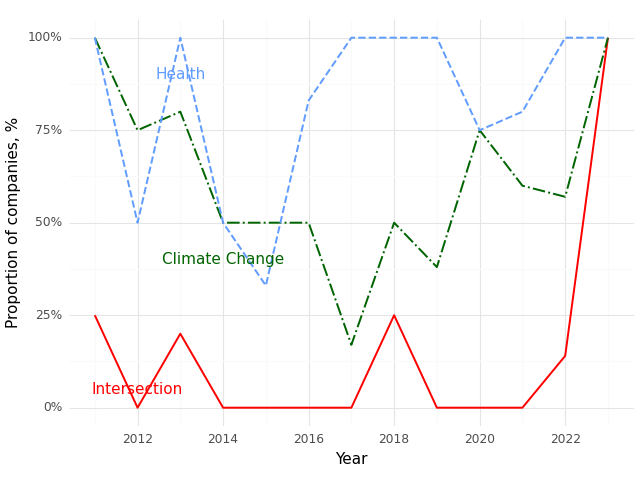 100%
Health
75%
50%
Climate Change
25%
Intersection
0%
Proportion of companies, %
2012 2014 2016 2018 2020 2022
Year